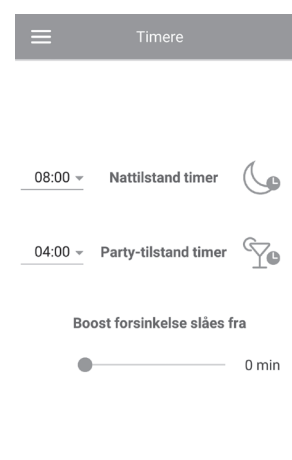 Timere
08:00 Nattilstand timer
04:00 Party-tilstand timer
Boost forsinkelse slåes fra
0 min